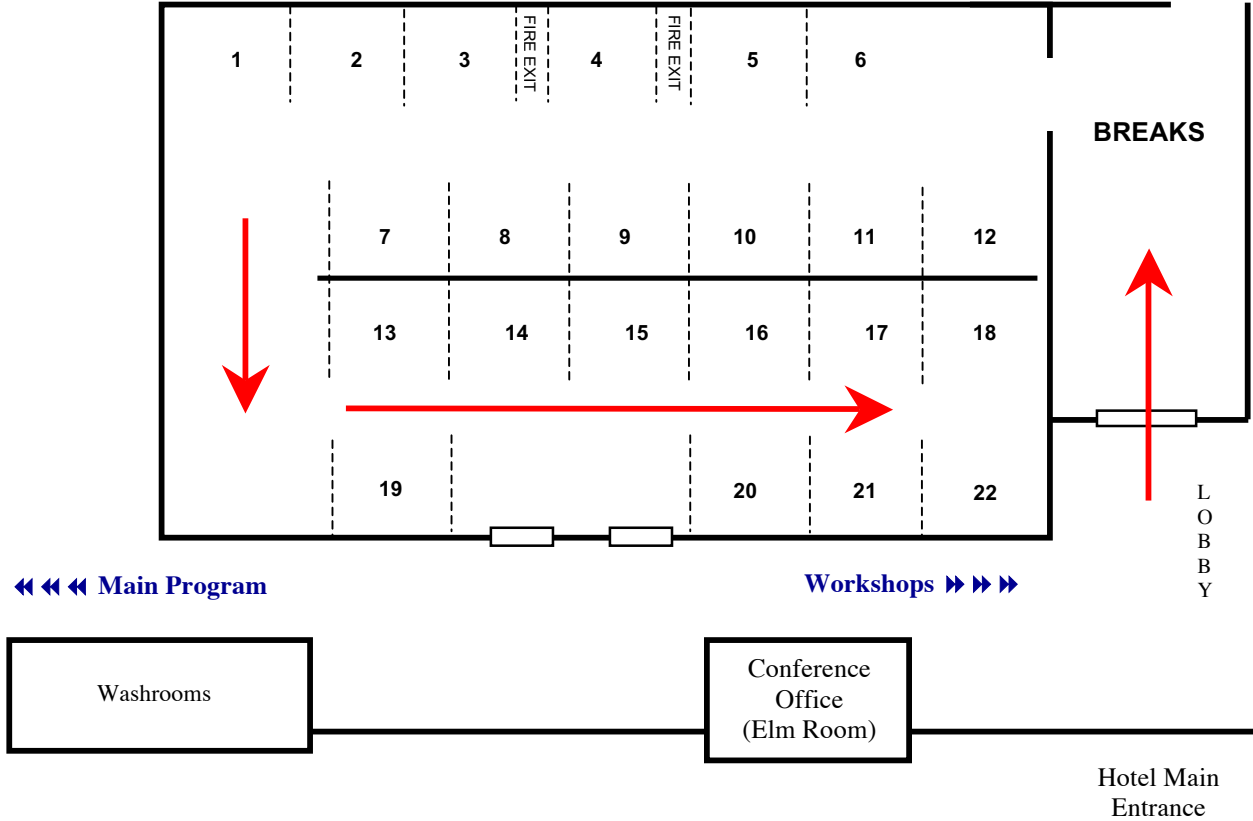 1 2 3 FIRE EXIT 4 FIRE EXIT 5 6
BREAKS
7 8 9 10 11 12
13 14 15 16 17 18
19 20 21 22
LOBBY
Main Program
Workshops
Washrooms
Conference
Office
(Elm Room)
Hotel Main
Entrance